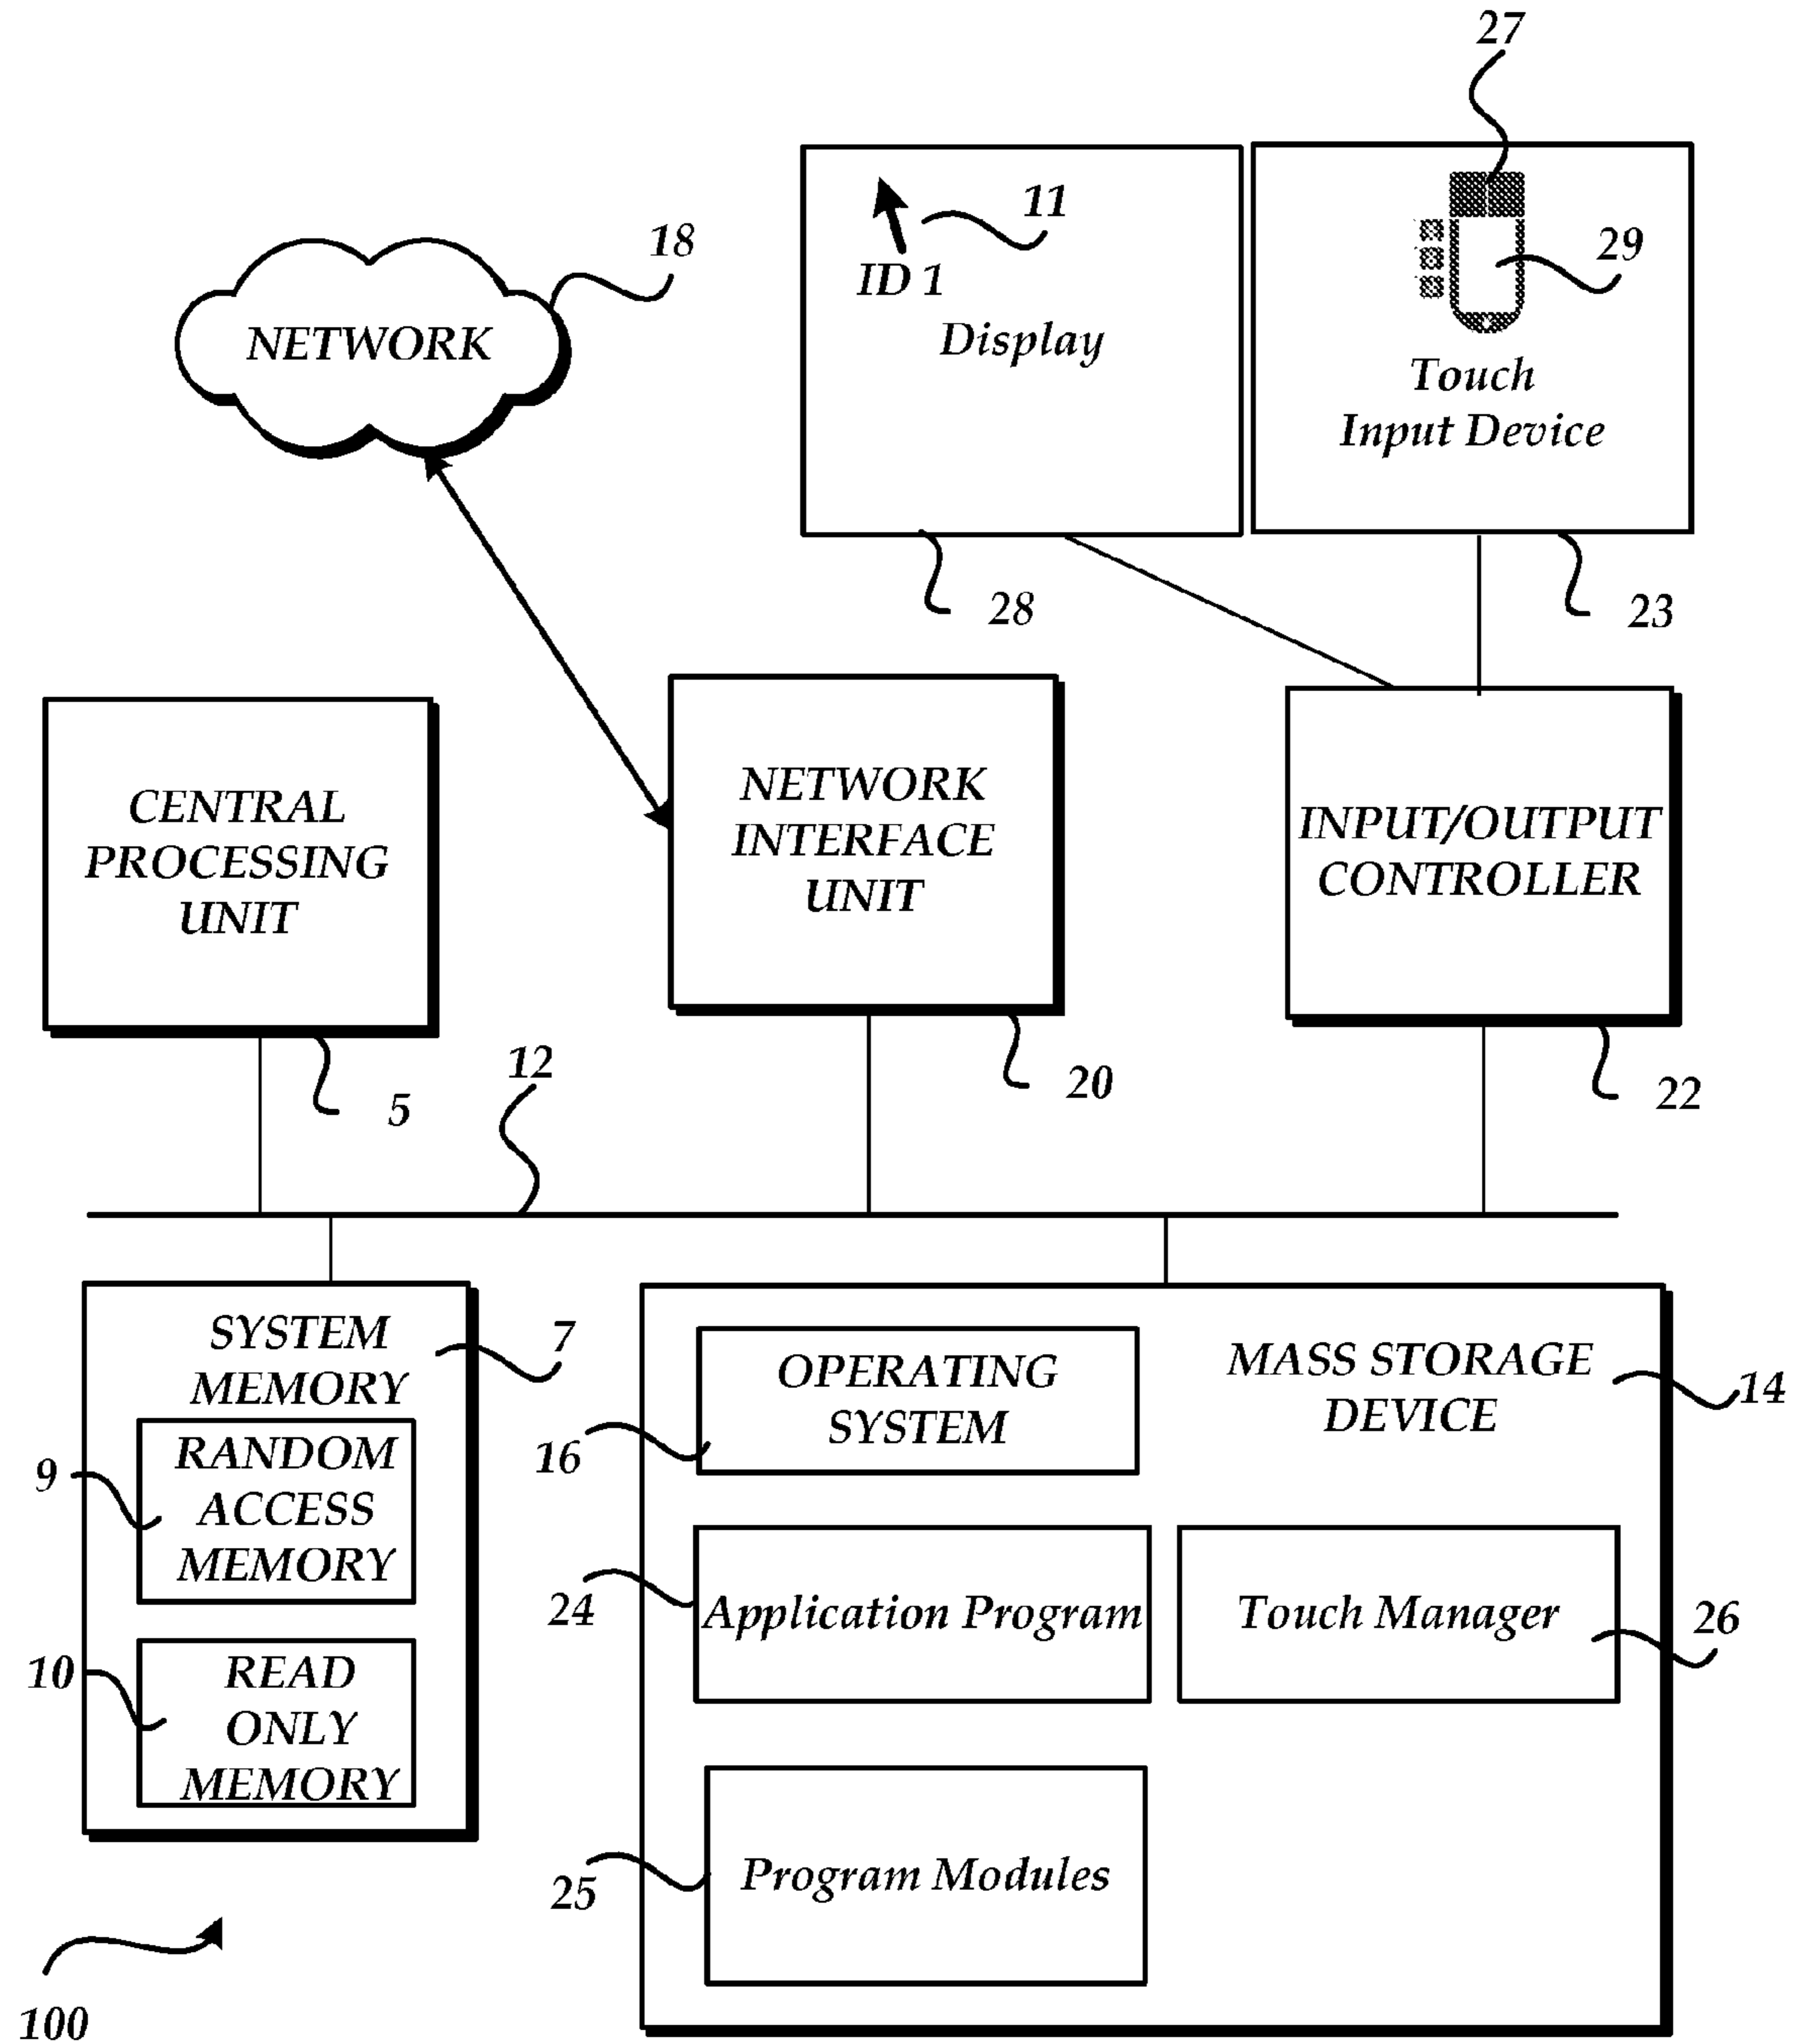 27
11
ID 1
Display
29
Touch
Input Device
18
NETWORK
28
23
CENTRAL
PROCESSING
UNIT
NETWORK
INTERFACE
UNIT
INPUT/OUTPUT
CONTROLLER
5
12
20
22
SYSTEM
MEMORY
7
RANDOM
ACCESS
MEMORY
9
READ
ONLY
MEMORY
10
OPERATING
SYSTEM
16
MASS STORAGE
DEVICE
14
24
Application Program
Touch Manager
26
25
Program Modules
100